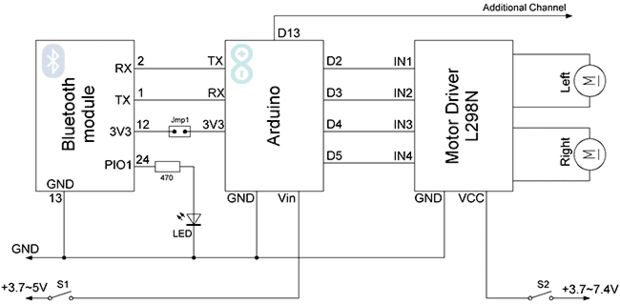 Additional Channel
D13
RX 2 TX D2 IN1
TX 1 RX D3 IN2
3V3 12 Jmp1 3V3 D4 IN3
PIO1 24 470 D5 IN4
Bluetooth module
Arduino
Motor Driver L298N
Left M
Right M
GND 13
GND Vin
GND VCC
LED
GND
+3.7~5V S1
S2 +3.7~7.4V